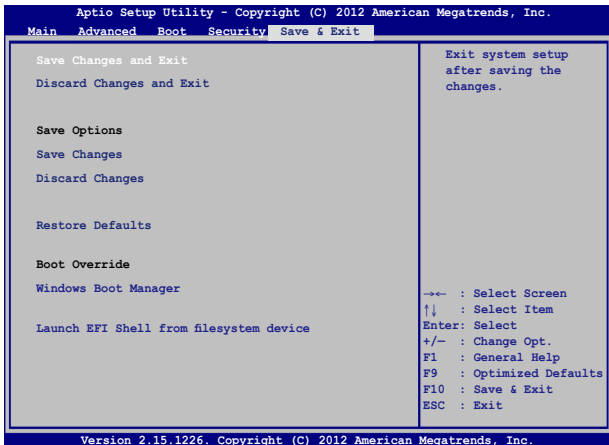 Aptio Setup Utility - Copyright (C) 2012 American Megatrends, Inc.
Main Advanced Boot Security Save & Exit
Save Changes and Exit
Discard Changes and Exit
Save Options
Save Changes
Discard Changes
Restore Defaults
Boot Override
Windows Boot Manager
Launch EFI Shell from filesystem device
Exit system setup
after saving the
changes.
→← : Select Screen
↑↓ : Select Item
Enter: Select
+/— : Change Opt.
F1 : General Help
F9 : Optimized Defaults
F10 : Save & Exit
ESC : Exit
Version 2.15.1226. Copyright (C) 2012 American Megatrends, Inc.